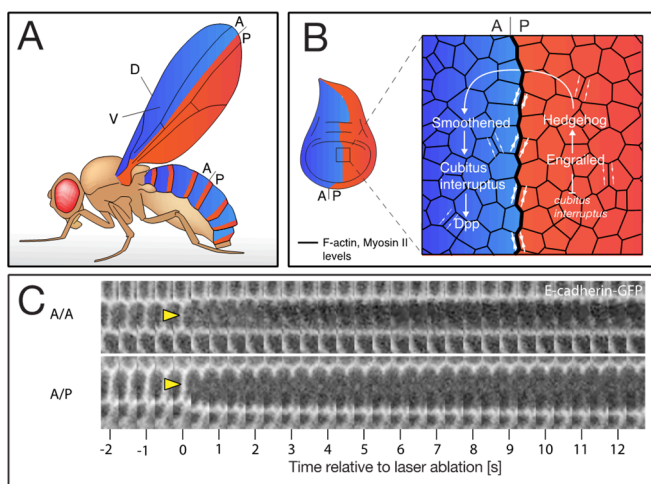 A
A
P
D
V
A
P
B
A P
A P
Smoothened
Hedgehog
Cubitus
interruptus
Engrailed
cubitus
interruptus
Dpp
F-actin, Myosin II
levels
C
E-cadherin-GFP
A/A
A/P
-2 -1 0 1 2 3 4 5 6 7 8 9 10 11 12
Time relative to laser ablation [s]